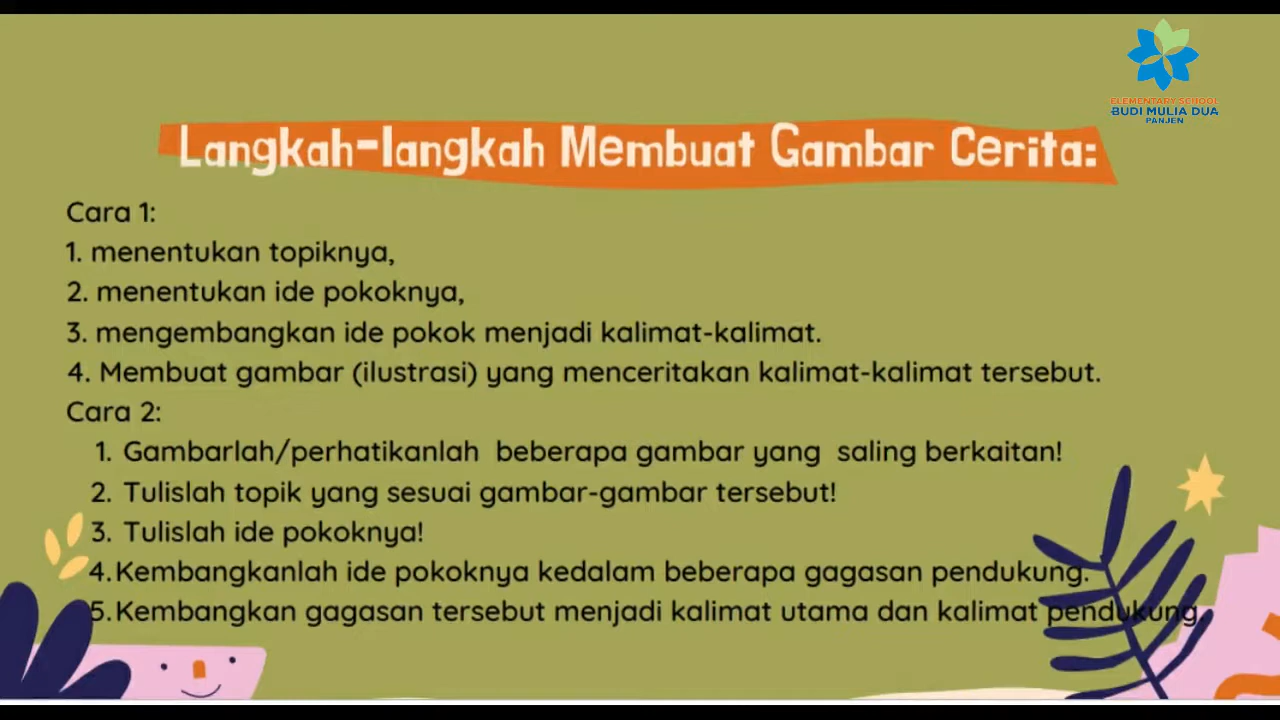 ELEMENTARY SCHOOL
BUDI MULIA DUA
PANJEN
Langkah-langkah Membuat Gambar Cerita:
Cara 1:
1. menentukan topiknya,
2. menentukan ide pokoknya,
3. mengembangkan ide pokok menjadi kalimat-kalimat.
4. Membuat gambar (ilustrasi) yang menceritakan kalimat-kalimat tersebut.
Cara 2:
1. Gambarlah/perhatikanlah beberapa gambar yang saling berkaitan!
2. Tulislah topik yang sesuai gambar-gambar tersebut!
3. Tulislah ide pokoknya!
4.Kembangkanlah ide pokoknya kedalam beberapa gagasan pendukung.
5.Kembangkan gagasan tersebut menjadi kalimat utama dan kalimat pendukung.